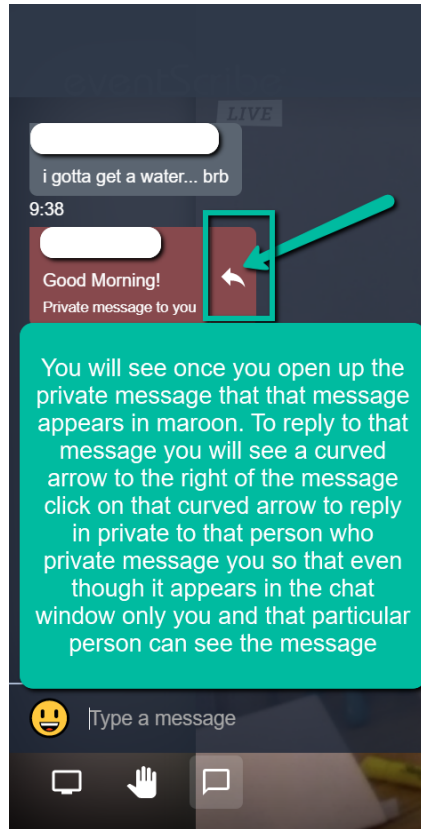 eventScribe
LIVE
i gotta get a water... brb
9:38
Good Morning!
Private message to you
You will see once you open up the
private message that that message
appears in maroon. To reply to that
message you will see a curved
arrow to the right of the message
click on that curved arrow to reply
in private to that person who
private message you so that even
though it appears in the chat
window only you and that particular
person can see the message
Type a message